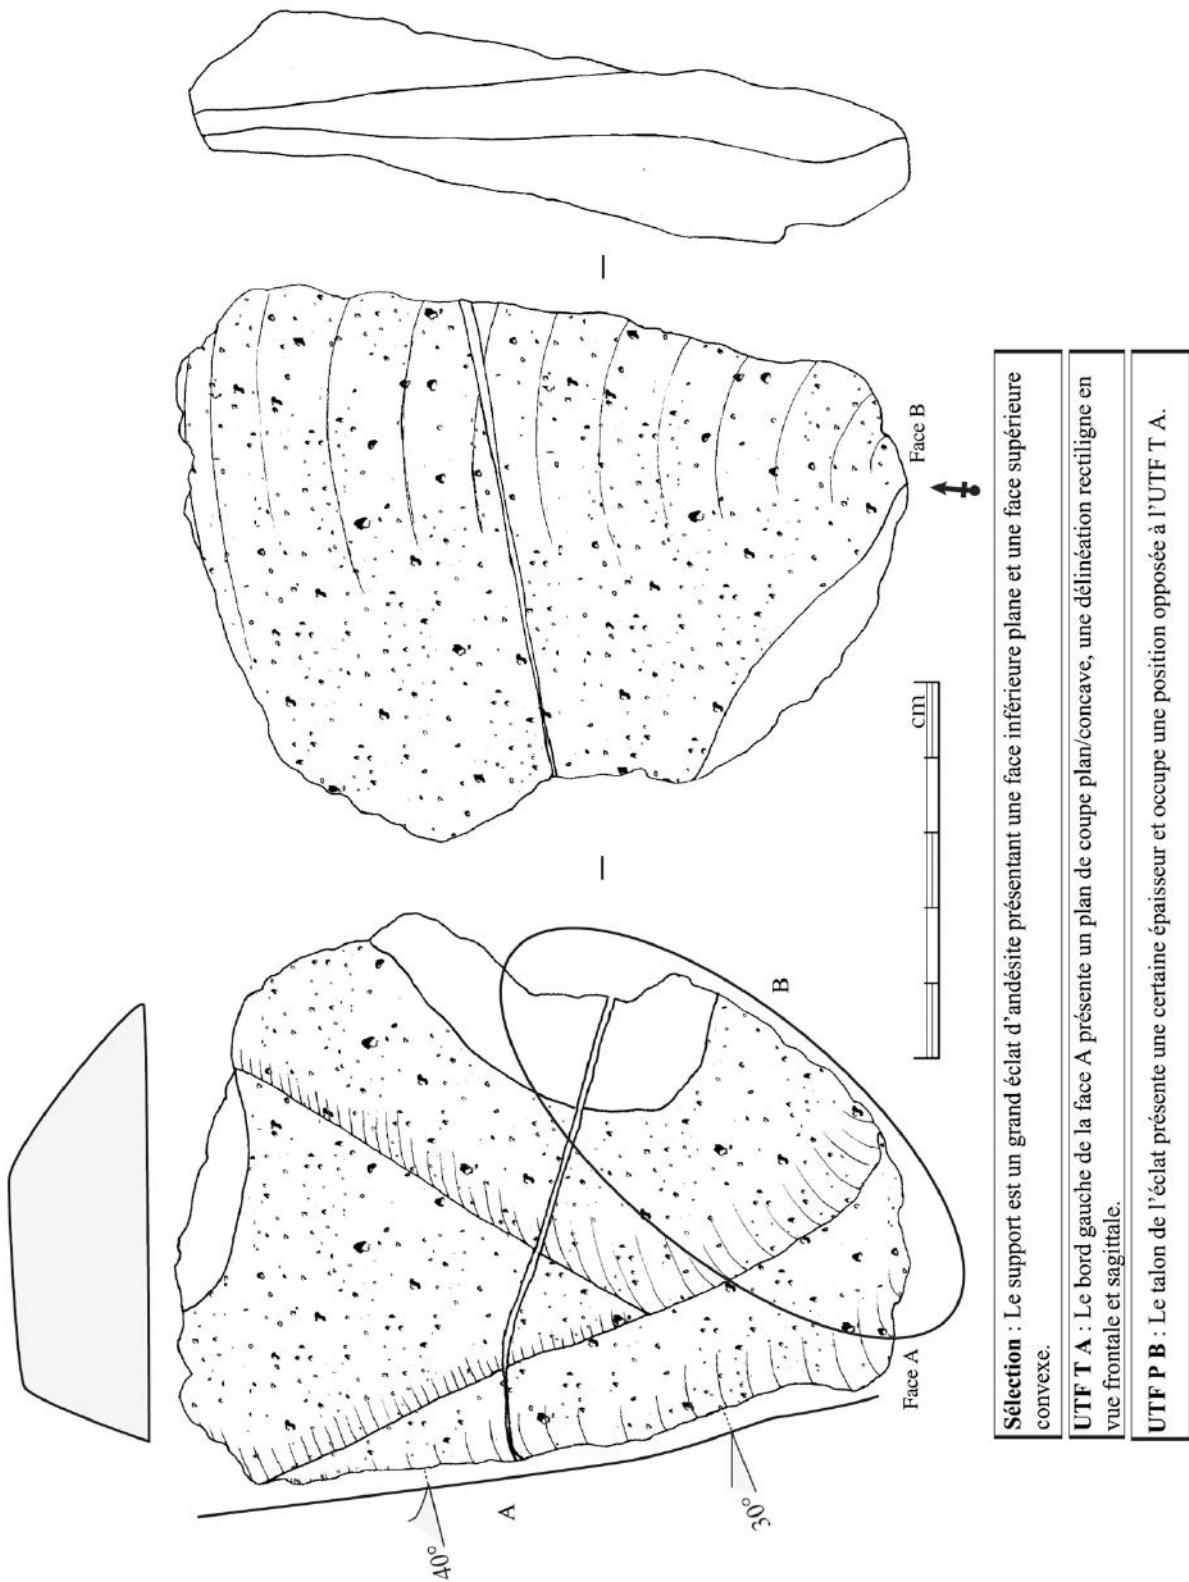 40°
A
30°
Face A
B
cm
Face B
Sélection : Le support est un grand éclat d'andésite présentant une face inférieure plane et une face supérieure
convexe.
UTF T A : Le bord gauche de la face A présente un plan de coupe plan/concave, une délinéation rectiligne en
vue frontale et sagittale.
UTF P B : Le talon de l'éclat présente une certaine épaisseur et occupe une position opposée à l'UTF T A.